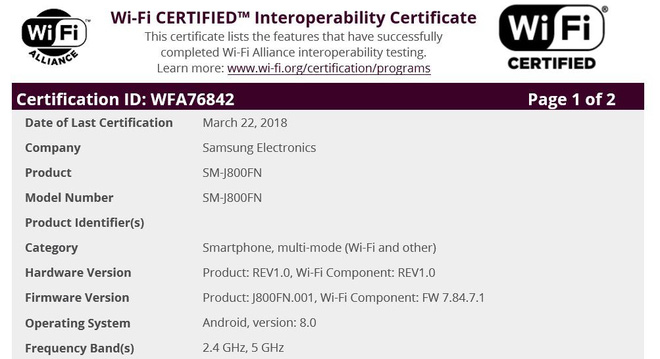 Wi Fi™
ALLIANCE
Wi-Fi CERTIFIED™ Interoperability Certificate
This certificate lists the features that have successfully
completed Wi-Fi Alliance interoperability testing.
Learn more: www.wi-fi.org/certification/programs
Wi Fi®
CERTIFIED
Certification ID: WFA76842 Page 1 of 2
Date of Last Certification March 22, 2018
Company Samsung Electronics
Product SM-J800FN
Model Number SM-J800FN
Product Identifier(s)
Category Smartphone, multi-mode (Wi-Fi and other)
Hardware Version Product: REV1.0, Wi-Fi Component: REV1.0
Firmware Version Product: J800FN.001, Wi-Fi Component: FW 7.84.7.1
Operating System Android, version: 8.0
Frequency Band(s) 2.4 GHz, 5 GHz